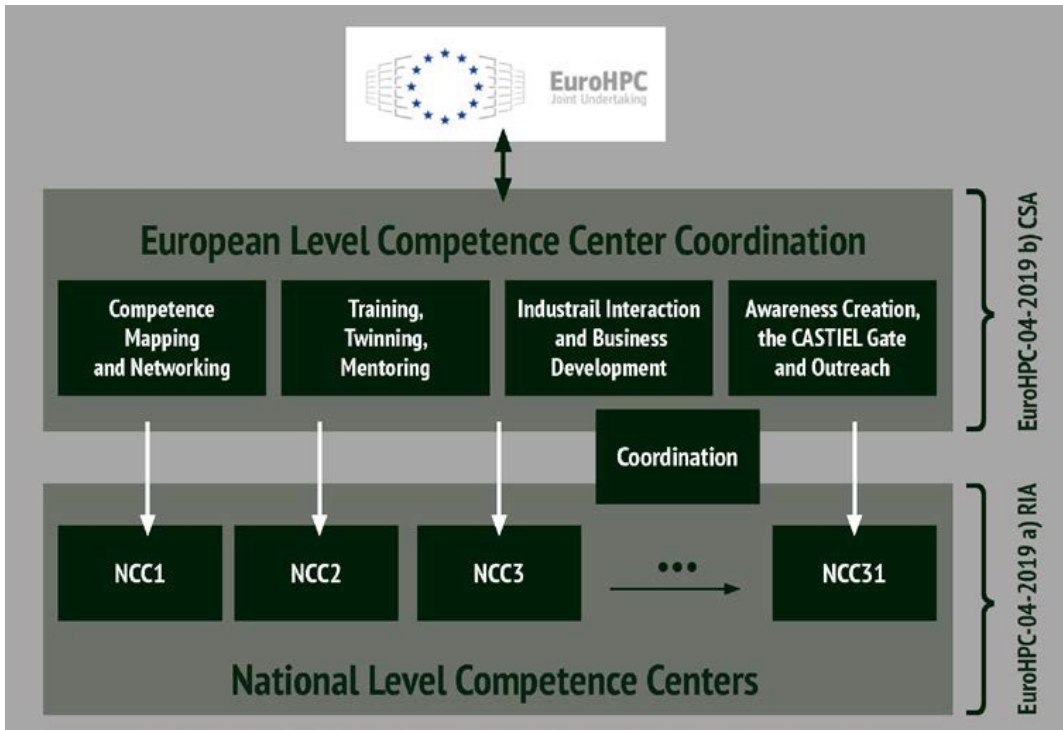 EuroHPC
Joint Undertaking
European Level Competence Center Coordination
Competence
Mapping
and Networking
Training,
Twinning,
Mentoring
Industrail Interaction
and Business
Development
Awareness Creation,
the CASTIEL Gate
and Outreach
EuroHPC-04-2019 b) CSA
Coordination
NCC1
NCC2
NCC3
•••
NCC31
National Level Competence Centers
EuroHPC-04-2019 a) RIA